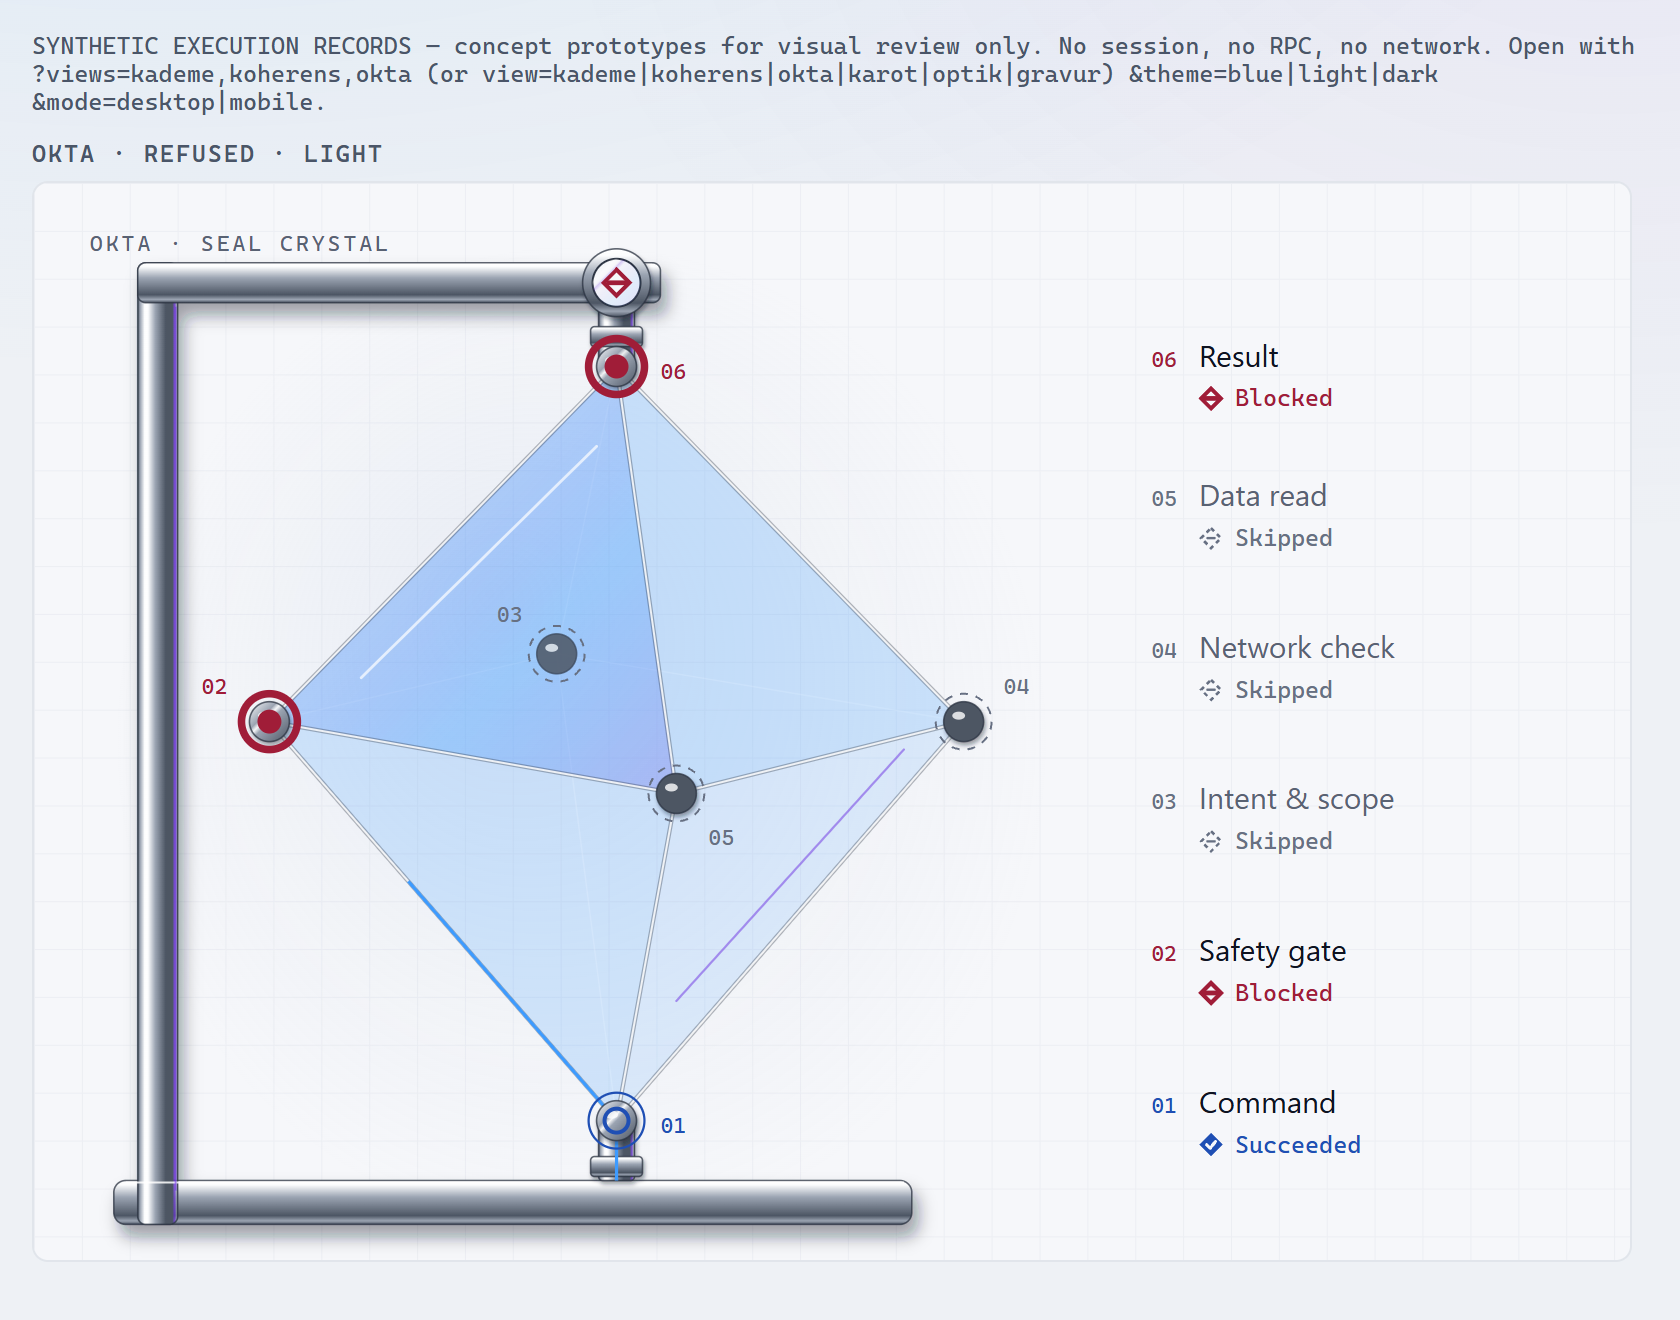 SYNTHETIC EXECUTION RECORDS — concept prototypes for visual review only. No session, no RPC, no network. Open with
?views=kademe,koherens,okta (or view=kademe|koherens|okta|karot|optik|gravur) &theme=blue|light|dark
&mode=desktop|mobile.
OKTA · REFUSED · LIGHT
OKTA · SEAL CRYSTAL
06
03
02
04
05
01
06 Result
Blocked
05 Data read
Skipped
04 Network check
Skipped
03 Intent & scope
Skipped
02 Safety gate
Blocked
01 Command
Succeeded